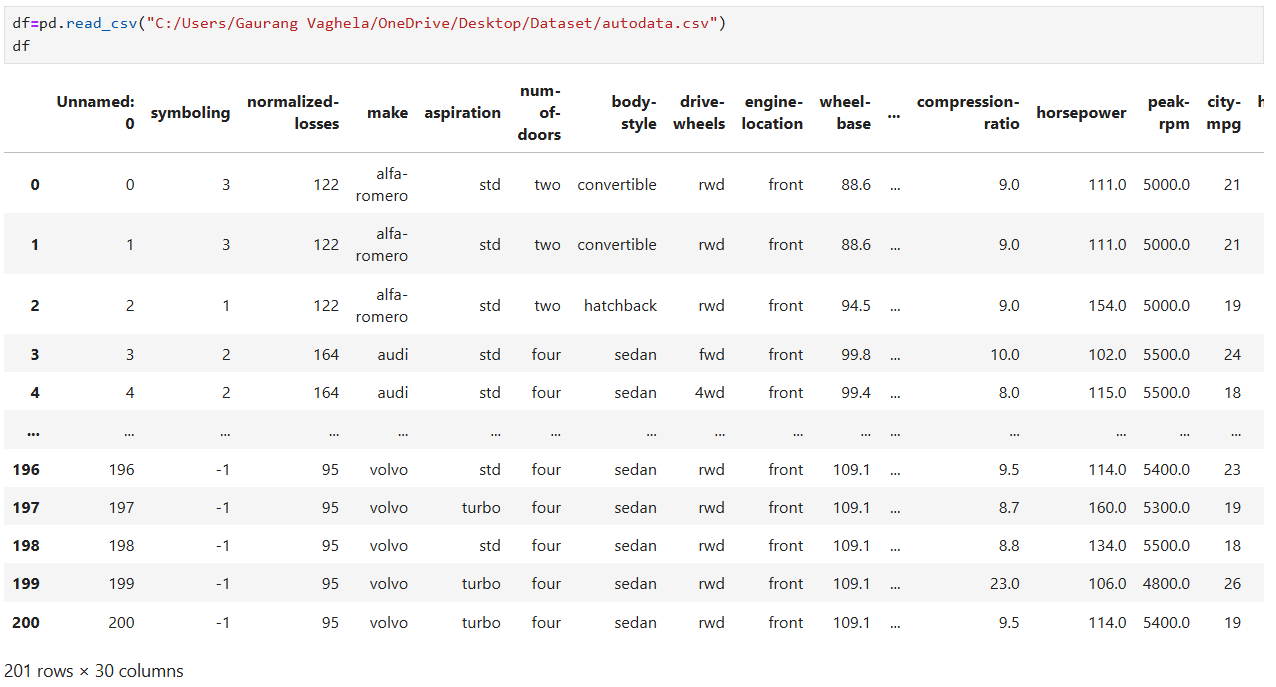 df=pd.read_csv("C:/Users/Gaurang Vaghela/OneDrive/Desktop/Dataset/autodata.csv")
df
Unnamed: 0 symboling normalized-losses make aspiration num-of-doors body-style drive-wheels engine-location wheel-base ... compression-ratio horsepower peak-rpm city-mpg h
0 0 3 122 alfa-romero std two convertible rwd front 88.6 ... 9.0 111.0 5000.0 21
1 1 3 122 alfa-romero std two convertible rwd front 88.6 ... 9.0 111.0 5000.0 21
2 2 1 122 alfa-romero std two hatchback rwd front 94.5 ... 9.0 154.0 5000.0 19
3 3 2 164 audi std four sedan fwd front 99.8 ... 10.0 102.0 5500.0 24
4 4 2 164 audi std four sedan 4wd front 99.4 ... 8.0 115.0 5500.0 18
... ... ... ... ... ... ... ... ... ... ... ... ... ... ... ...
196 196 -1 95 volvo std four sedan rwd front 109.1 ... 9.5 114.0 5400.0 23
197 197 -1 95 volvo turbo four sedan rwd front 109.1 ... 8.7 160.0 5300.0 19
198 198 -1 95 volvo std four sedan rwd front 109.1 ... 8.8 134.0 5500.0 18
199 199 -1 95 volvo turbo four sedan rwd front 109.1 ... 23.0 106.0 4800.0 26
200 200 -1 95 volvo turbo four sedan rwd front 109.1 ... 9.5 114.0 5400.0 19
201 rows × 30 columns